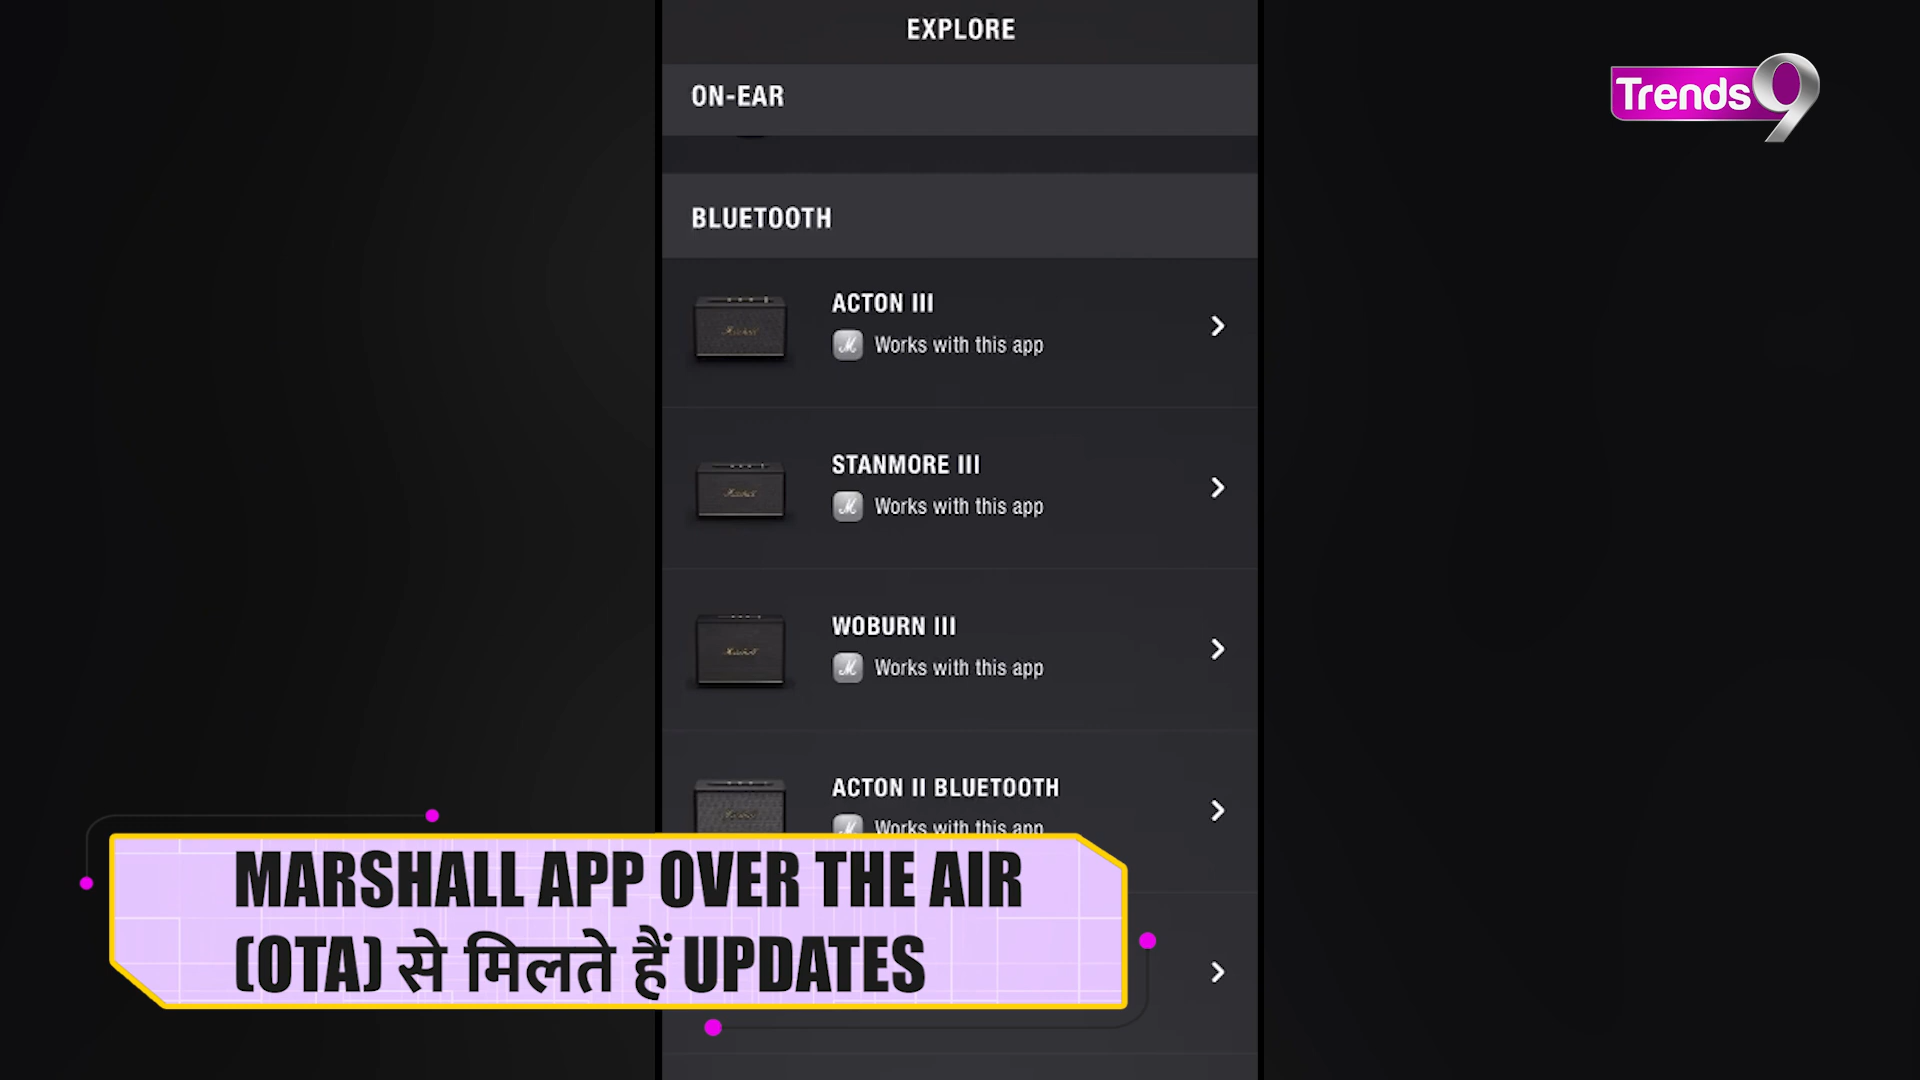 EXPLORE
Trends9
ON-EAR
BLUETOOTH
ACTON III
Works with this app
STANMORE III
Works with this app
WOBURN III
Works with this app
ACTON II BLUETOOTH
Works with this app
MARSHALL APP OVER THE AIR
(OTA) से मिलते हैं UPDATES